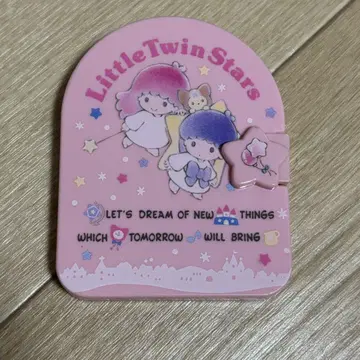 Little Twin Stars
LET'S DREAM OF NEW THINGS
WHICH TOMORROW WILL BRING